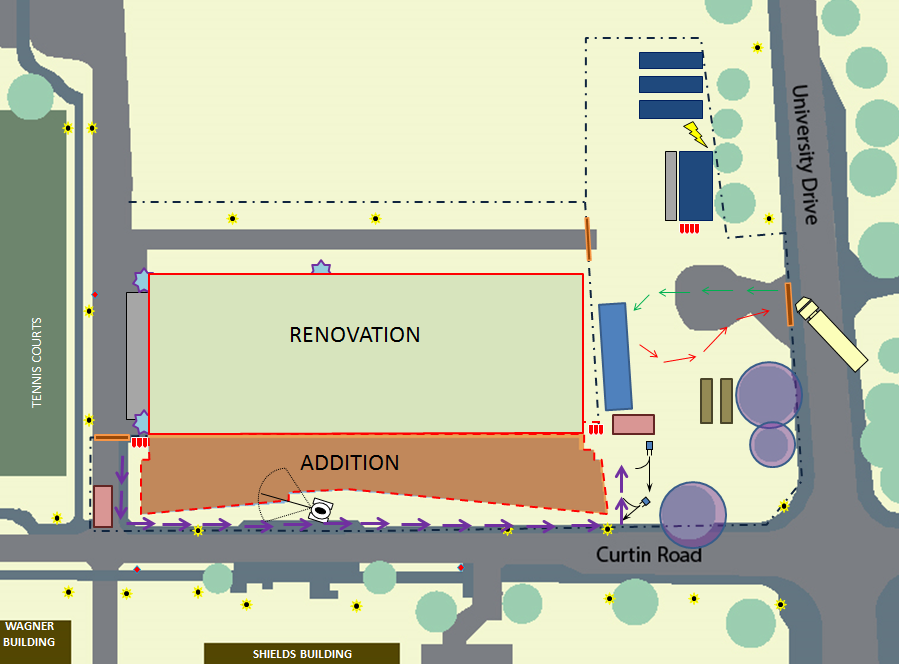 University Drive
RENOVATION
TENNIS COURTS
ADDITION
Curtin Road
WAGNER
BUILDING
SHIELDS BUILDING